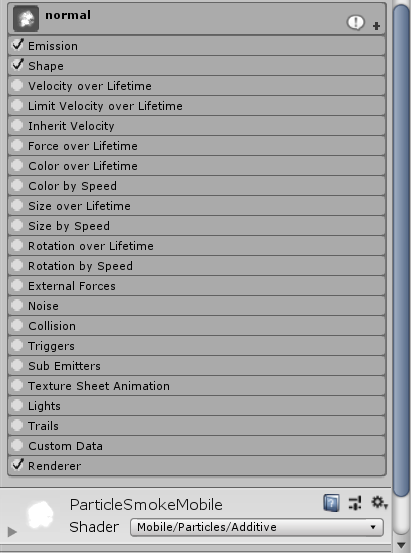 normal
Emission
Shape
Velocity over Lifetime
Limit Velocity over Lifetime
Inherit Velocity
Force over Lifetime
Color over Lifetime
Color by Speed
Size over Lifetime
Size by Speed
Rotation over Lifetime
Rotation by Speed
External Forces
Noise
Collision
Triggers
Sub Emitters
Texture Sheet Animation
Lights
Trails
Custom Data
Renderer
ParticleSmokeMobile
Shader Mobile/Particles/Additive